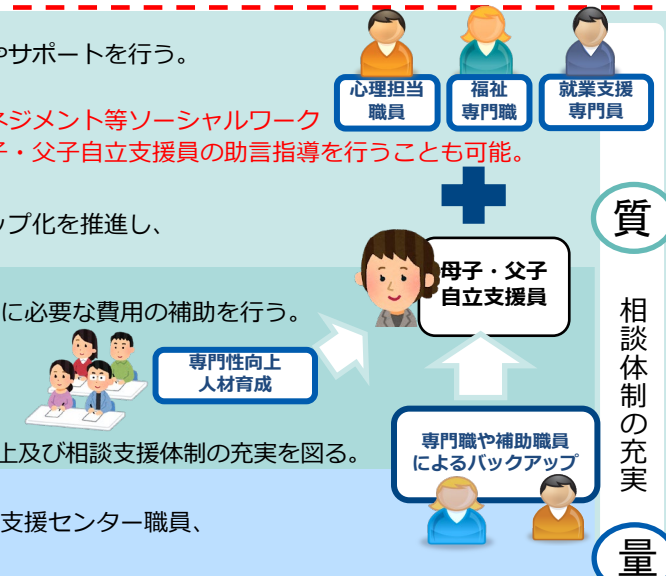 やサポートを行う。
心理担当
職員
福祉
専門職
就業支援
専門員
ネジメント等ソーシャルワーク
子・父子自立支援員の助言指導を行うことも可能。
質
ップ化を推進し、
母子・父子
自立支援員
に必要な費用の補助を行う。
専門性向上
人材育成
相談体制の充実
専門職や補助職員
によるバックアップ
上及び相談支援体制の充実を図る。
支援センター職員、
量